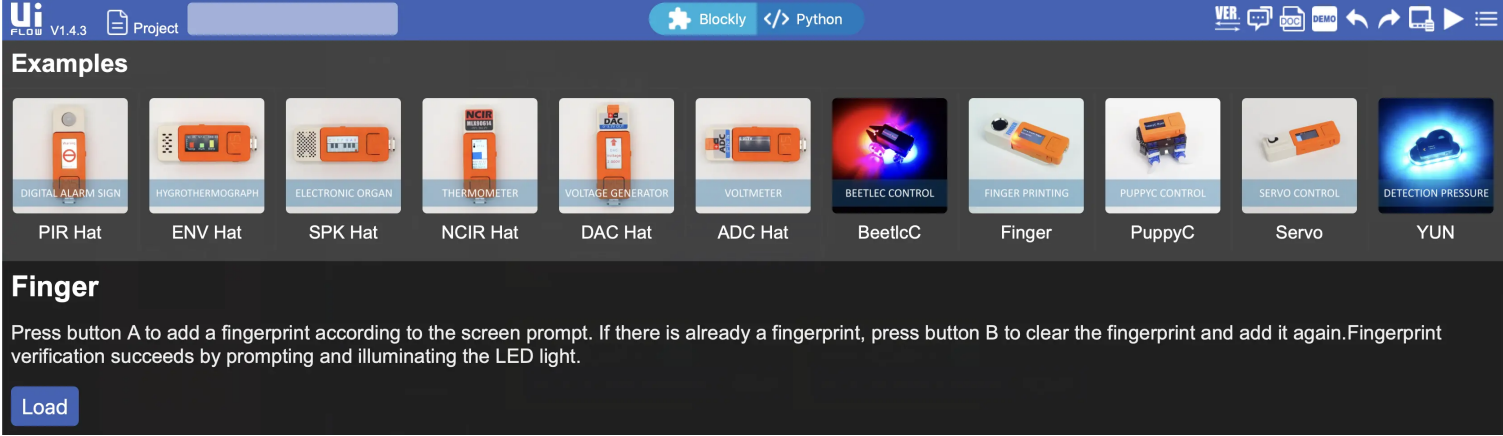 Ui
FLOW V1.4.3 Project Blockly </> Python VER. DOC DEMO
Examples
NCIR
MLX90614
DAC
ADC
DIGITAL ALARM SIGN HYGROTHERMOGRAPH ELECTRONIC ORGAN THERMOMETER VOLTAGE GENERATOR VOLTMETER BEETLEC CONTROL FINGER PRINTING PUPPYC CONTROL SERVO CONTROL DETECTION PRESSURE
PIR Hat ENV Hat SPK Hat NCIR Hat DAC Hat ADC Hat BeetlcC Finger PuppyC Servo YUN
Finger
Press button A to add a fingerprint according to the screen prompt. If there is already a fingerprint, press button B to clear the fingerprint and add it again.Fingerprint
verification succeeds by prompting and illuminating the LED light.
Load